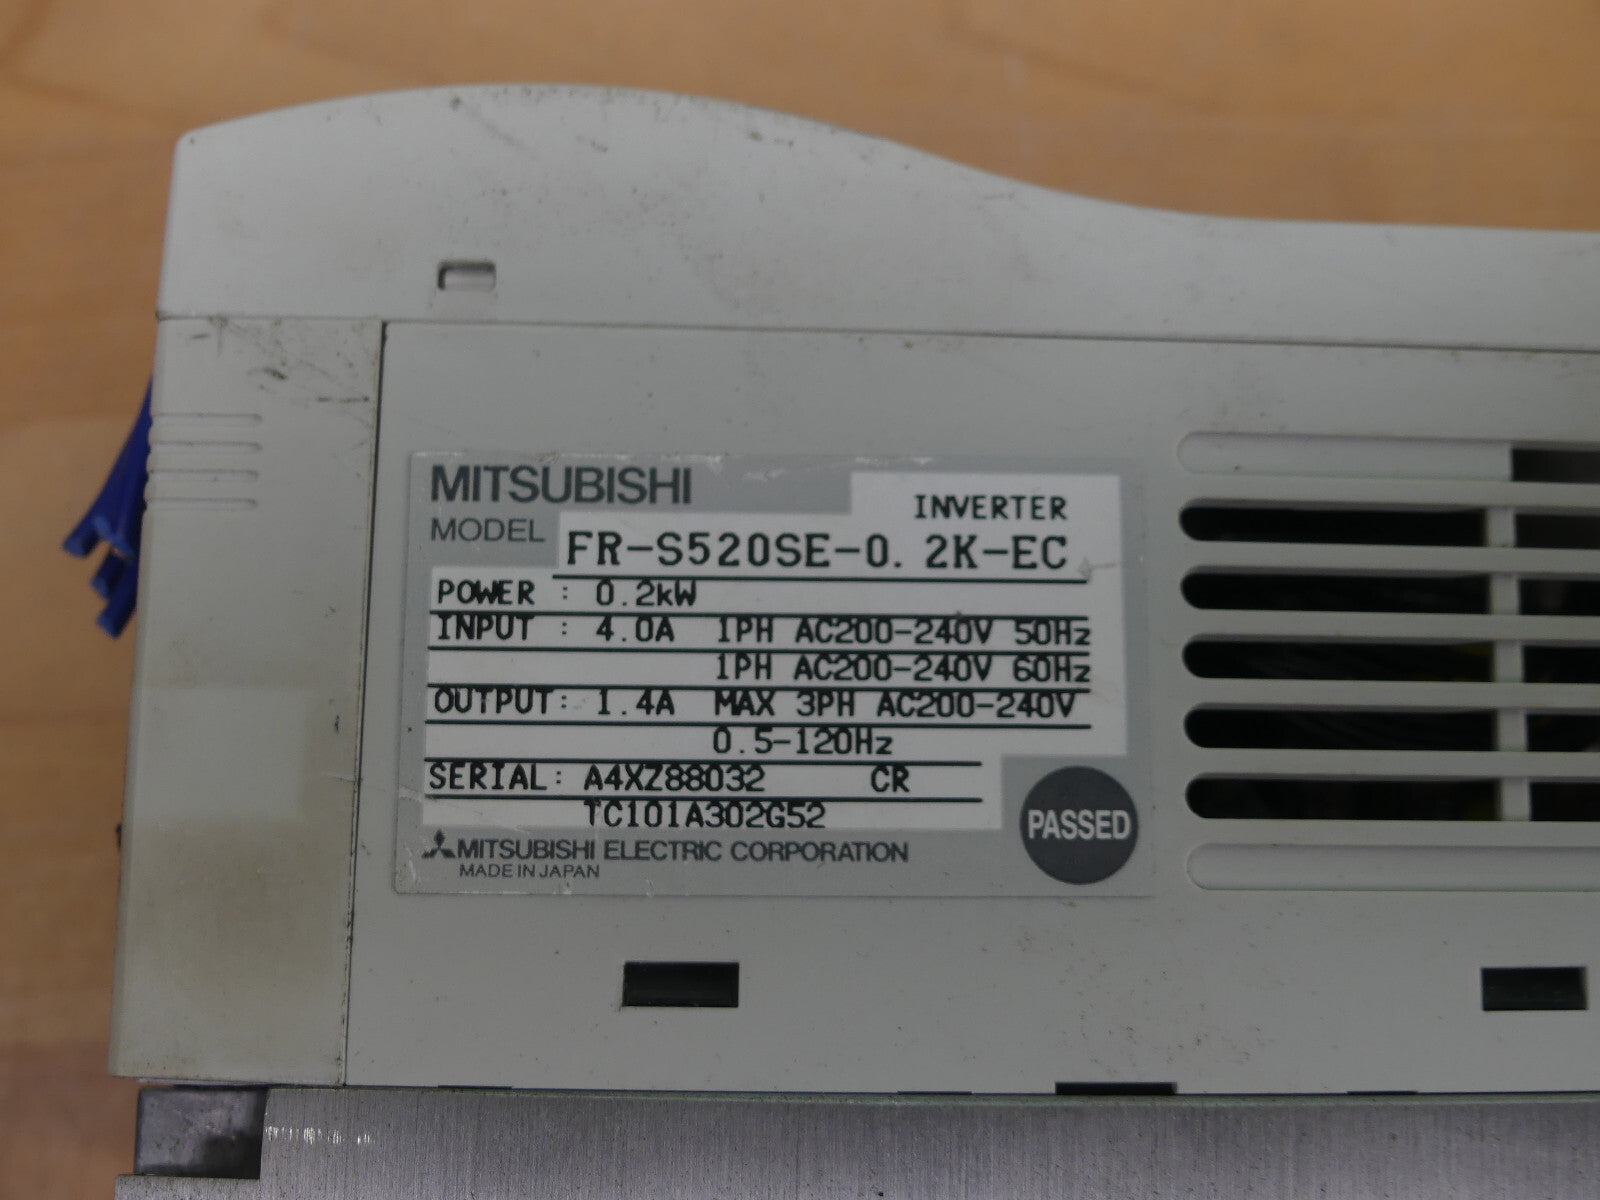 MITSUBISHI
INVERTER
MODEL FR-S520SE-0.2K-EC
POWER : 0.2kW
INPUT : 4.0A 1PH AC200-240V 50Hz
1PH AC200-240V 60Hz
OUTPUT: 1.4A MAX 3PH AC200-240V
0.5-120Hz
SERIAL: A4XZ88032 CR
TC101A302G52
PASSED
MITSUBISHI ELECTRIC CORPORATION
MADE IN JAPAN